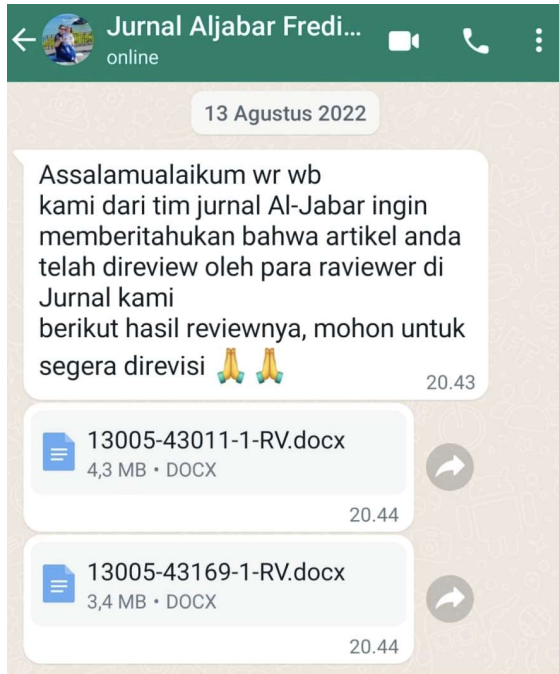 Jurnal Aljabar Fredi...
online
13 Agustus 2022
Assalamualaikum wr wb
kami dari tim jurnal Al-Jabar ingin
memberitahukan bahwa artikel anda
telah direview oleh para raviewer di
Jurnal kami
berikut hasil reviewnya, mohon untuk
segera direvisi 🙏 🙏
20.43
13005-43011-1-RV.docx
4,3 MB • DOCX
20.44
13005-43169-1-RV.docx
3,4 MB • DOCX
20.44